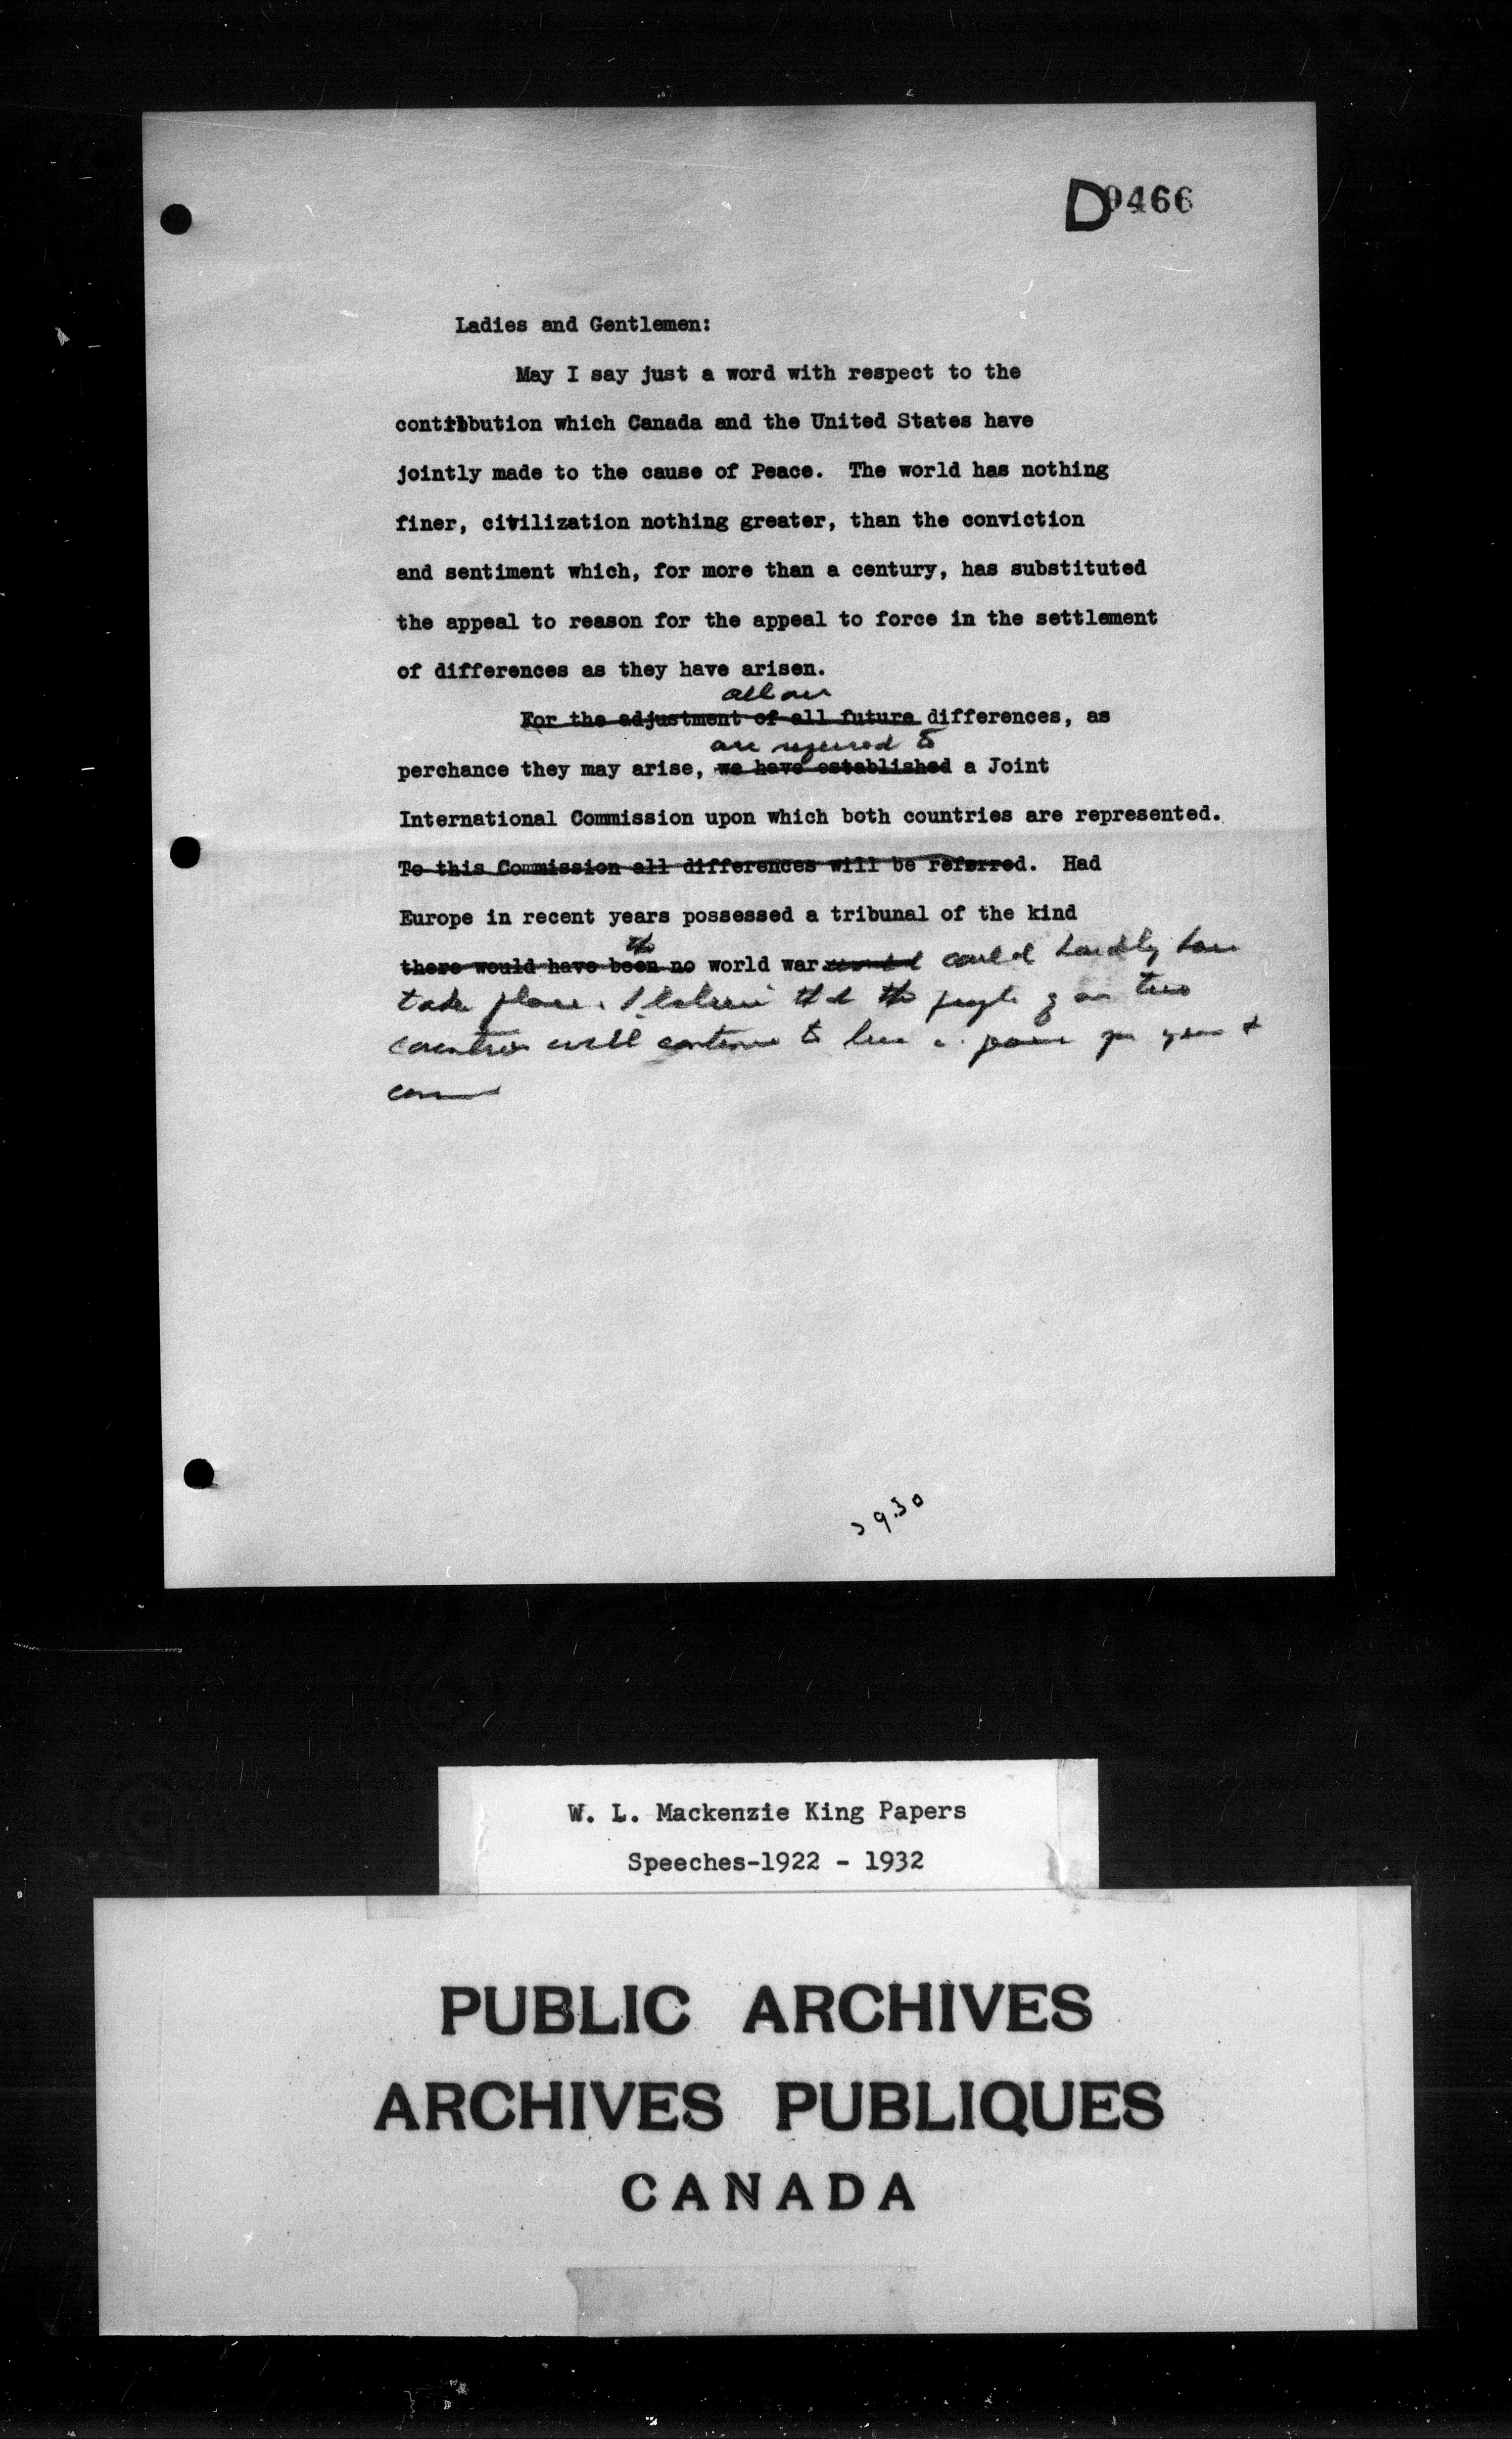 D9466
Ladies and Gentlemen:
May I say just a word with respect to the
contribbution which Canada and the United States have
jointly made to the cause of Peace. The world has nothing
finer, civilization nothing greater, than the conviction
and sentiment which, for more than a century, has substituted
the appeal to reason for the appeal to force in the settlement
of differences as they have arisen.
all our
For the adjustment of all future differences, as
are referred to
perchance they may arise, we have established a Joint
International Commission upon which both countries are represented.
To this Commission all differences will be referred. Had
Europe in recent years possessed a tribunal of the kind
the
there would have been no world war could hardly have
take place. I believe that the people of our two
countries will continue to live in peace for years to
come
9.30
W. L. Mackenzie King Papers
Speeches-1922 - 1932
PUBLIC ARCHIVES
ARCHIVES PUBLIQUES
CANADA